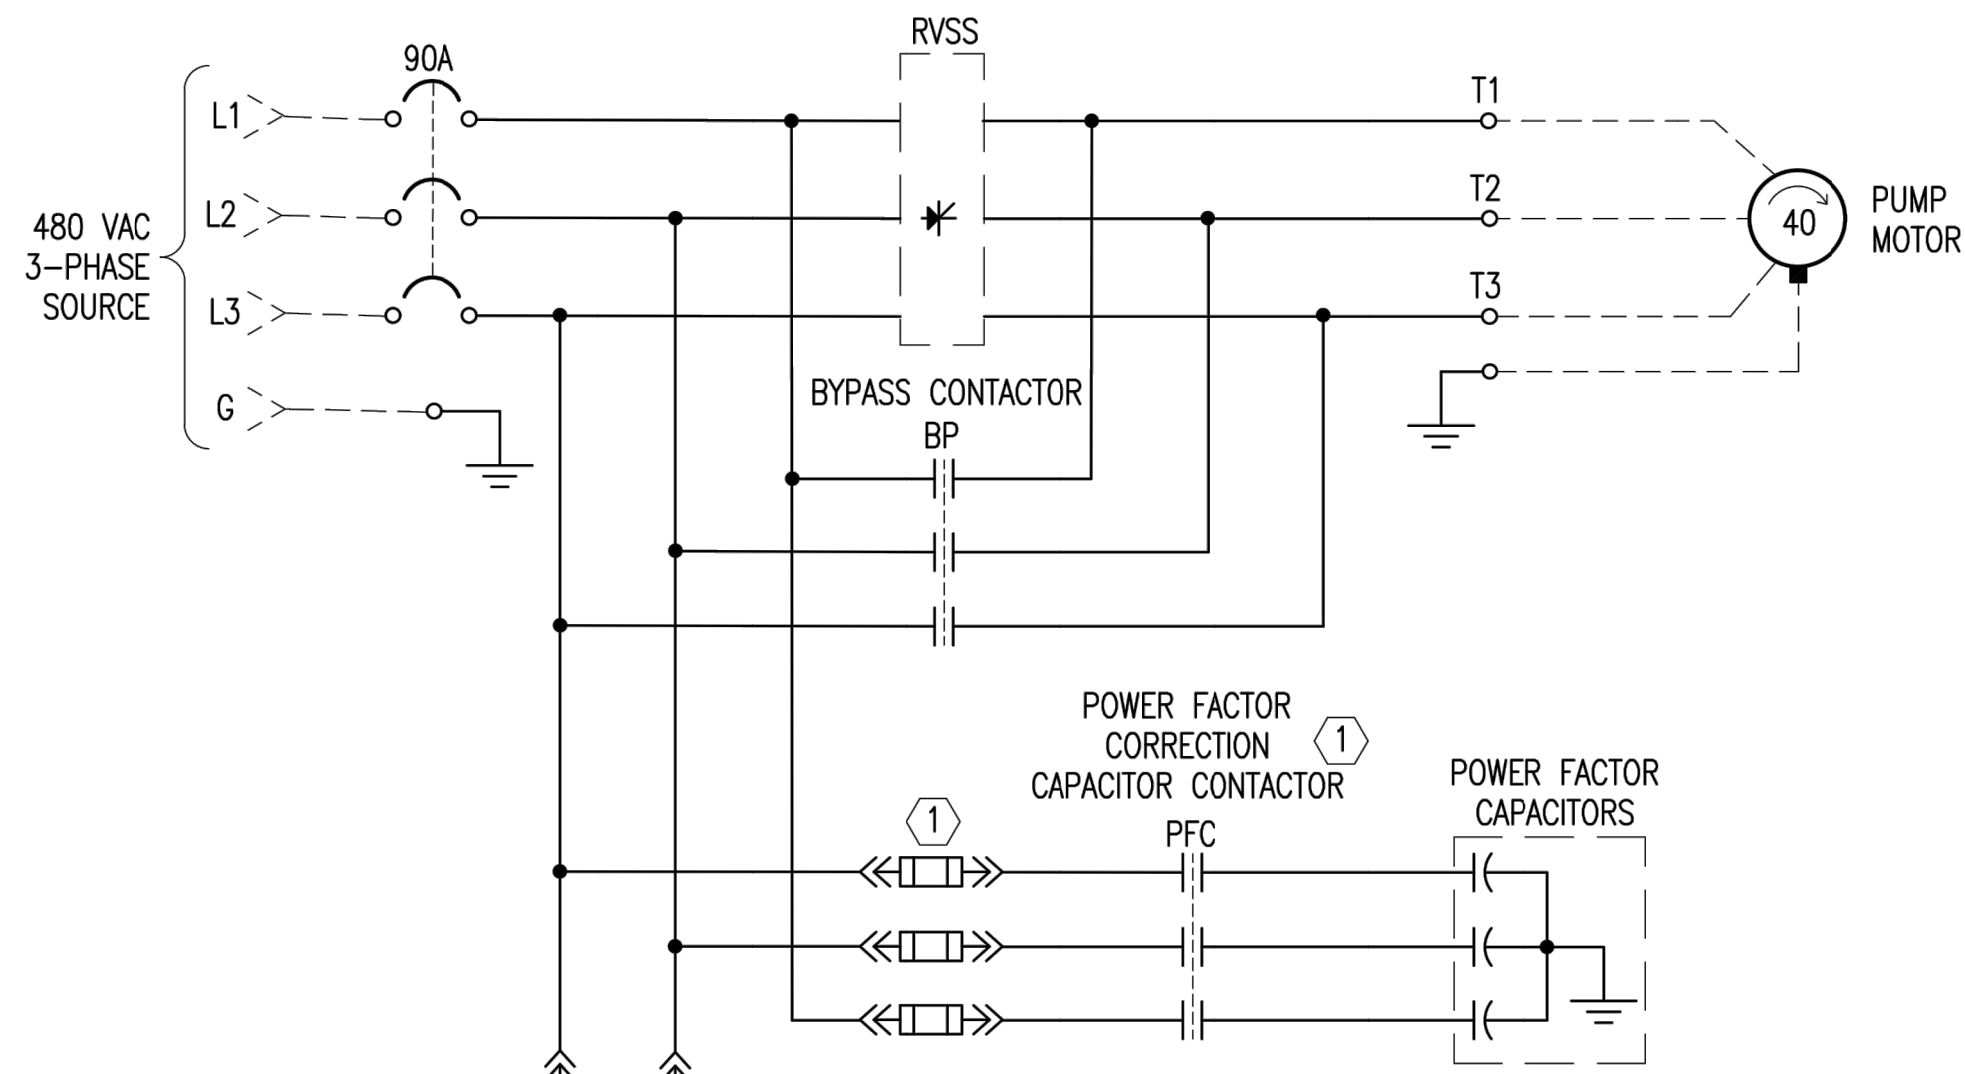 RVSS
90A
L1
T1
L2
T2
480 VAC
3-PHASE
SOURCE
40
PUMP
MOTOR
L3
T3
G
BYPASS CONTACTOR
BP
POWER FACTOR
CORRECTION
CAPACITOR CONTACTOR
1
POWER FACTOR
CAPACITORS
1
PFC